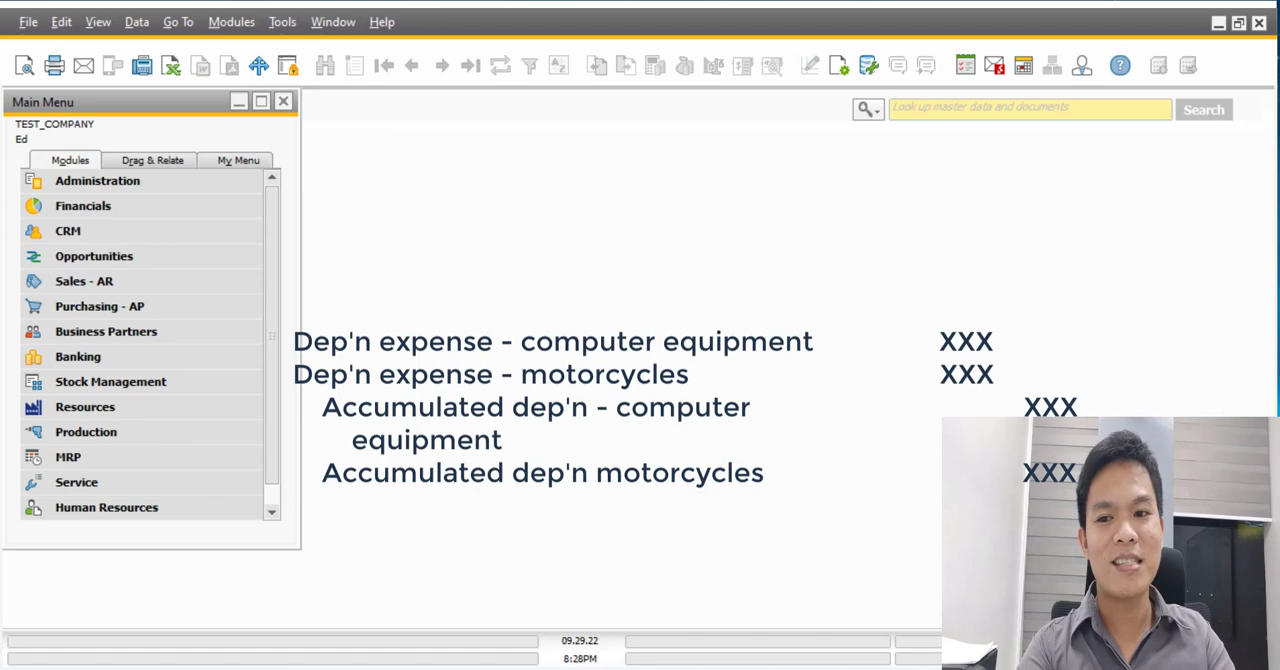 File Edit View Data Go To Modules Tools Window Help
Main Menu
Look up master data and documents
Search
TEST_COMPANY
Ed
Modules Drag & Relate My Menu
Administration
Financials
CRM
Opportunities
Sales - AR
Purchasing - AP
Business Partners
Banking
Stock Management
Resources
Production
MRP
Service
Human Resources
Dep'n expense - computer equipment XXX
Dep'n expense - motorcycles XXX
Accumulated dep'n - computer XXX
equipment
Accumulated dep'n motorcycles XXX
09.29.22
8:28PM